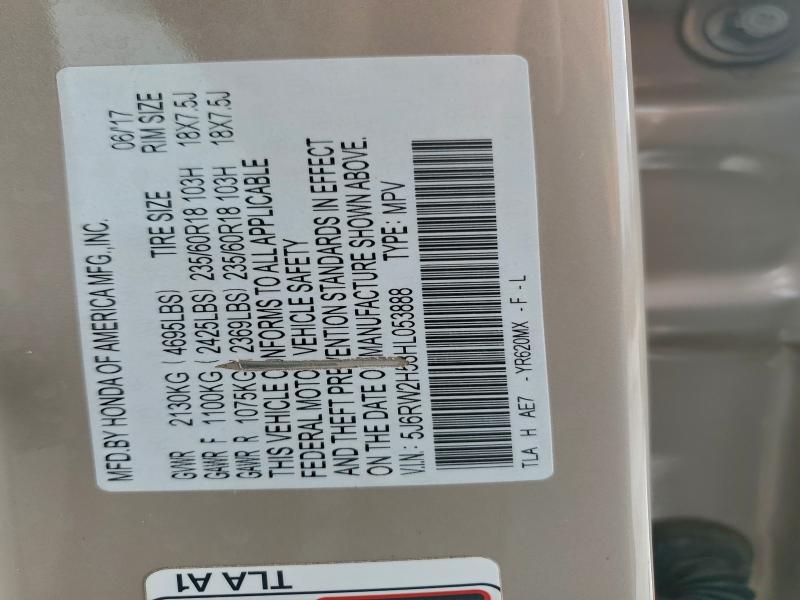 MFD.BY HONDA OF AMERICA MFG., INC. 06/17
TIRE SIZE RIM SIZE
GVWR 2130KG (4695LBS)
GAWR F 1100KG (2425LBS) 235/60R18 103H 18X7.5J
GAWR R 1075KG (2369LBS) 235/60R18 103H 18X7.5J
THIS VEHICLE CONFORMS TO ALL APPLICABLE
FEDERAL MOTOR VEHICLE SAFETY
AND THEFT PREVENTION STANDARDS IN EFFECT
ON THE DATE OF MANUFACTURE SHOWN ABOVE.
V.I.N: TYPE: MPV
TLA H AE7 - YR620MX - F - L
TLA A1